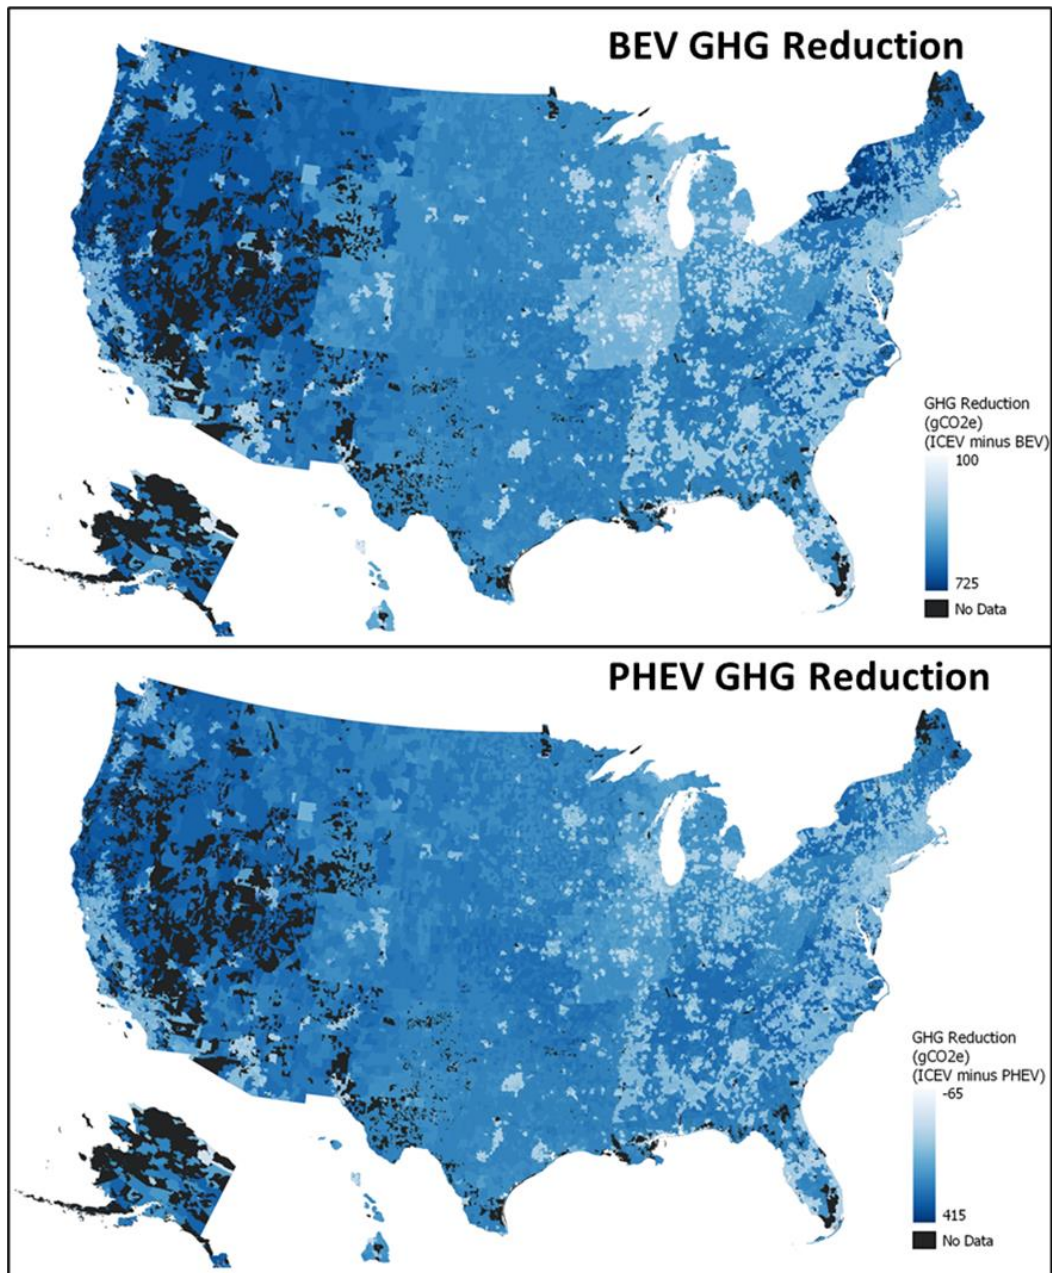 BEV GHG Reduction
GHG Reduction
(gCO2e)
(ICEV minus BEV)
100
725
No Data
PHEV GHG Reduction
GHG Reduction
(gCO2e)
(ICEV minus PHEV)
-65
415
No Data